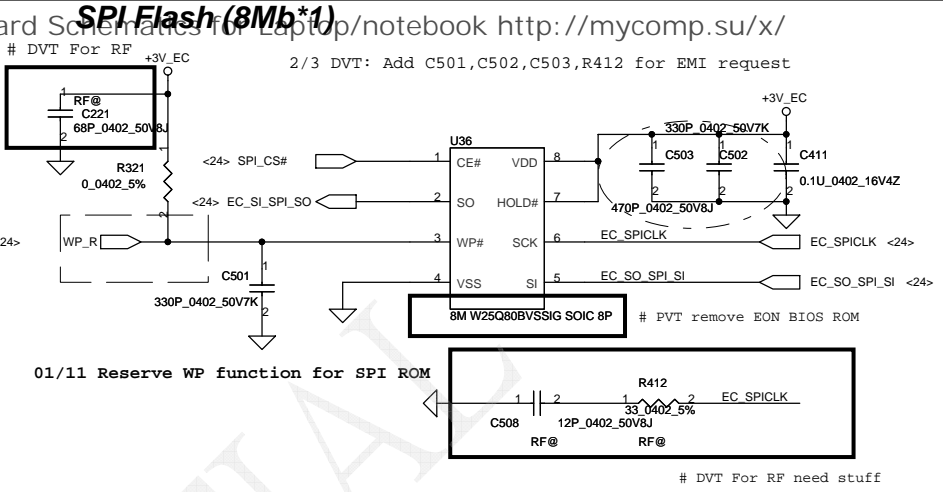 ard Schematics for Laptop/notebook http://mycomp.su/x/
SPI Flash (8Mb*1)
# DVT For RF
+3V_EC
2/3 DVT: Add C501,C502,C503,R412 for EMI request
1
RF@
C221
2
68P_0402_50V8J
R321
0_0402_5%
1
2
<24> SPI_CS#
<24> EC_SI_SPI_SO
24>
WP_R
C501
1
330P_0402_50V7K
2
U36
1 CE# VDD 8
2 SO HOLD# 7
3 WP# SCK 6
4 VSS SI 5
8M W25Q80BVSSIG SOIC 8P
+3V_EC
330P_0402_50V7K
1 1 1
C503 C502 C411
0.1U_0402_16V4Z
2 2 2
470P_0402_50V8J
EC_SPICLK
EC_SPICLK <24>
EC_SO_SPI_SI
EC_SO_SPI_SI <24>
# PVT remove EON BIOS ROM
01/11 Reserve WP function for SPI ROM
R412
1 2 1 2 EC_SPICLK
33_0402_5%
C508 12P_0402_50V8J
RF@ RF@
# DVT For RF need stuff